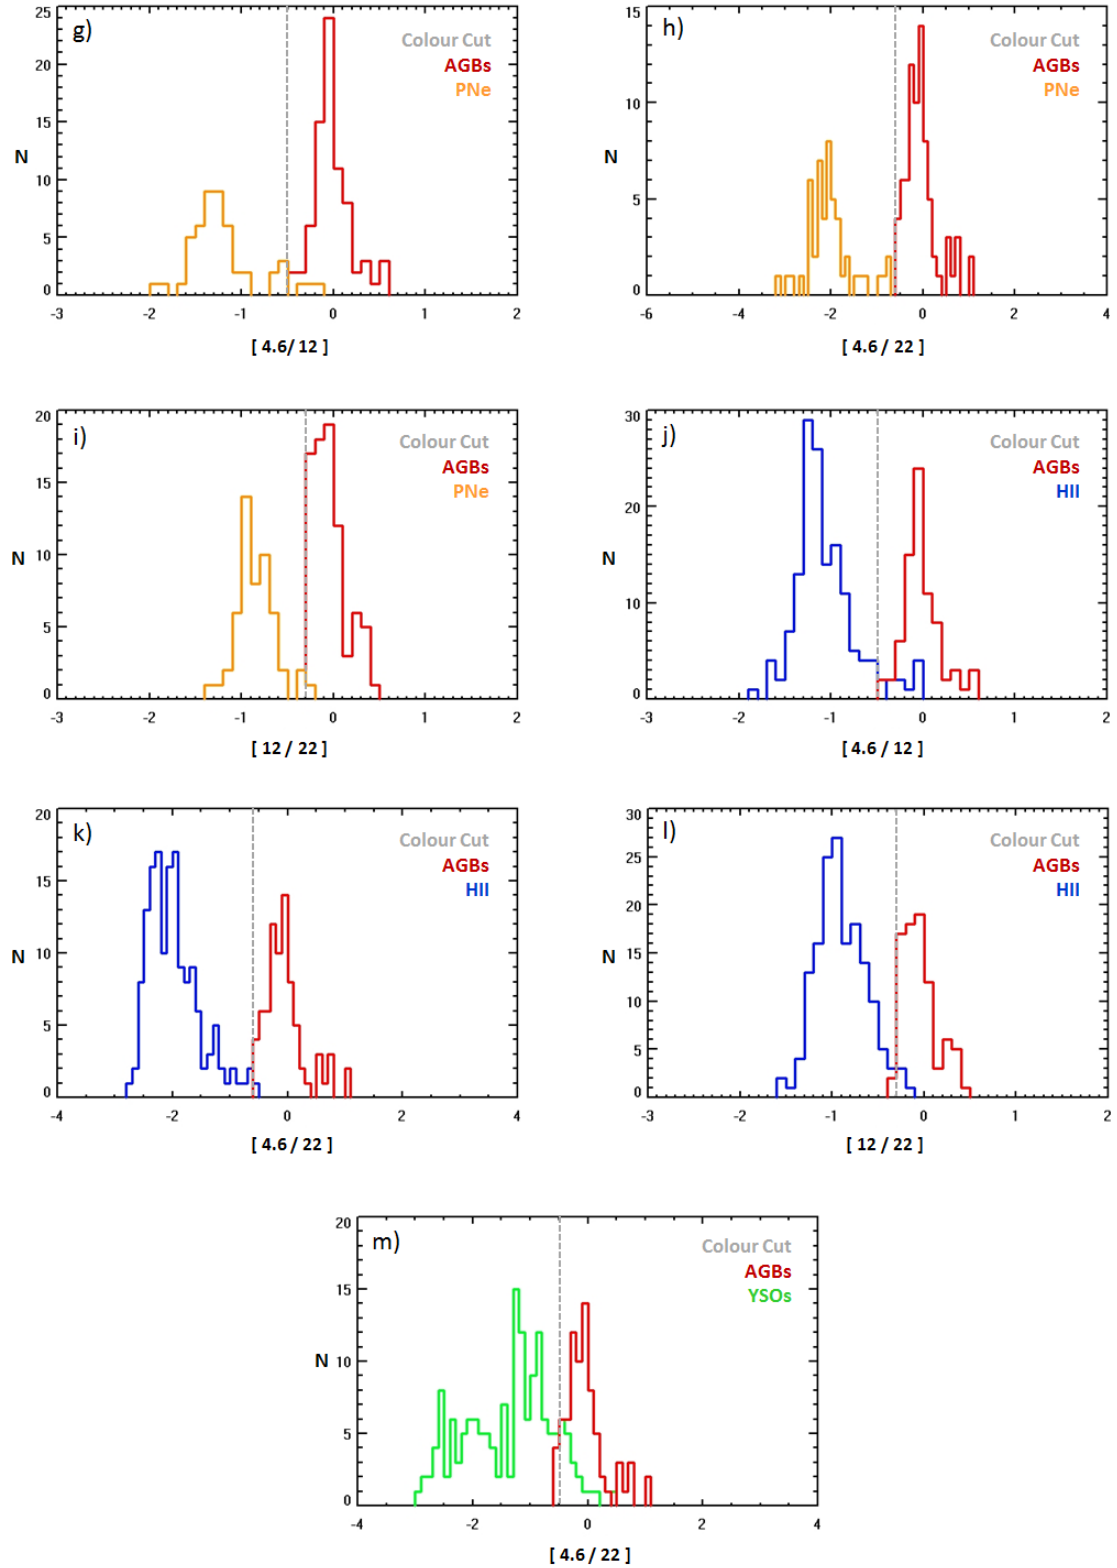 g)
Colour Cut
AGBs
PNe
25
20
15
10
5
0
N
-3 -2 -1 0 1 2
[ 4.6/ 12 ]
h)
Colour Cut
AGBs
PNe
15
10
5
0
N
-6 -4 -2 0 2 4
[ 4.6 / 22 ]
i)
Colour Cut
AGBs
PNe
20
15
10
5
0
N
-3 -2 -1 0 1 2
[ 12 / 22 ]
j)
Colour Cut
AGBs
HII
30
20
10
0
N
-3 -2 -1 0 1 2
[ 4.6 / 12 ]
k)
Colour Cut
AGBs
HII
20
15
10
5
0
N
-4 -2 0 2 4
[ 4.6 / 22 ]
l)
Colour Cut
AGBs
HII
30
25
20
15
10
5
0
N
-3 -2 -1 0 1 2
[ 12 / 22 ]
m)
Colour Cut
AGBs
YSOs
20
15
10
5
0
N
-4 -2 0 2 4
[ 4.6 / 22 ]